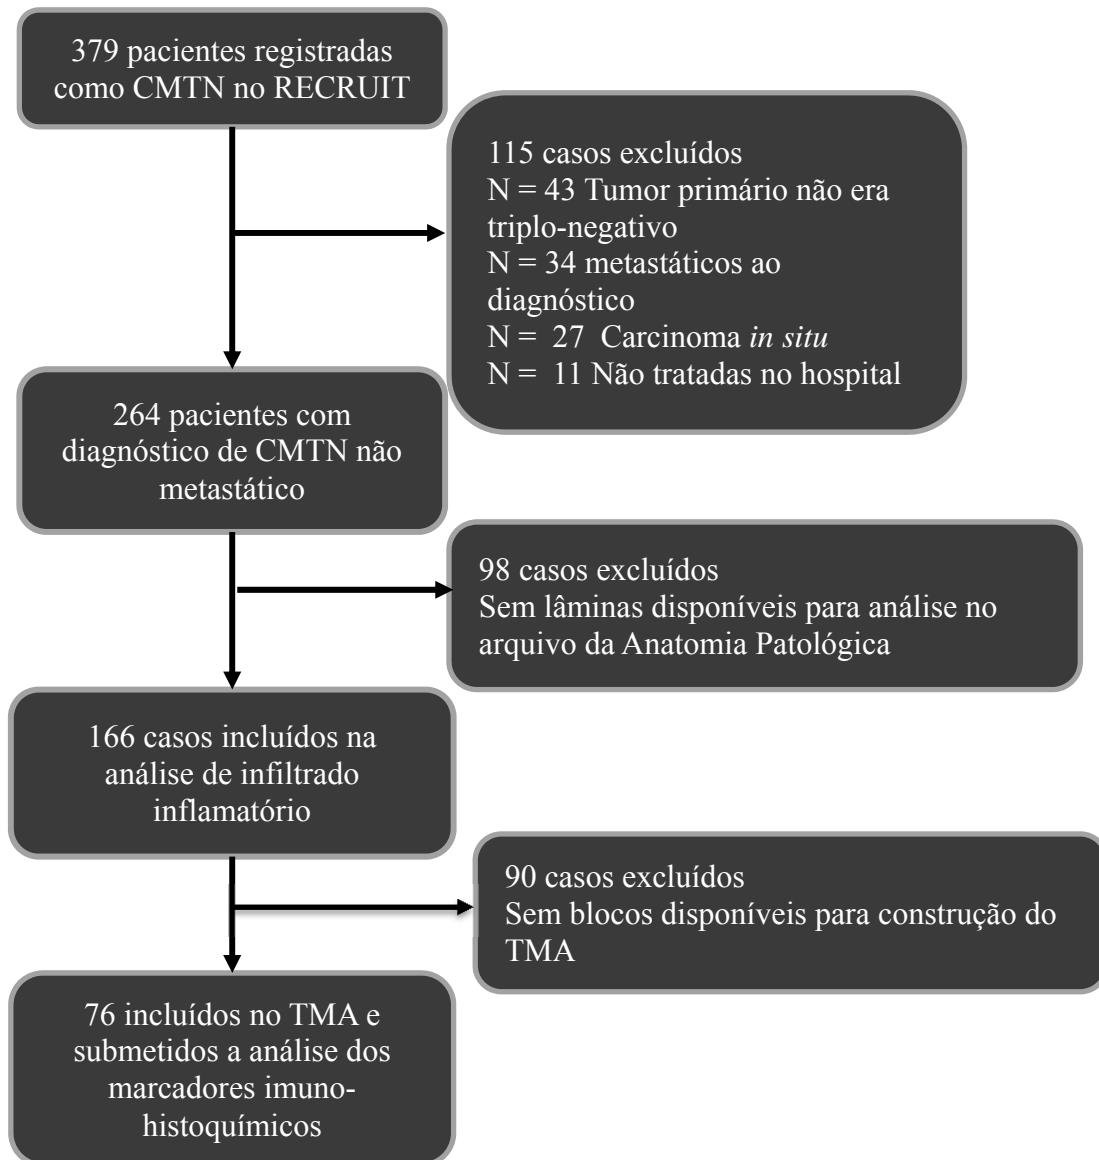 379 pacientes registradas
como CMTN no RECRUIT
115 casos excluídos
N = 43 Tumor primário não era
triplo-negativo
N = 34 metastáticos ao
diagnóstico
N =  27  Carcinoma in situ
N =  11 Não tratadas no hospital
264 pacientes com
diagnóstico de CMTN não
metastático
98 casos excluídos
Sem lâminas disponíveis para análise no
arquivo da Anatomia Patológica
166 casos incluídos na
análise de infiltrado
inflamatório
90 casos excluídos
Sem blocos disponíveis para construção do
TMA
76 incluídos no TMA e
submetidos a análise dos
marcadores imuno-
histoquímicos